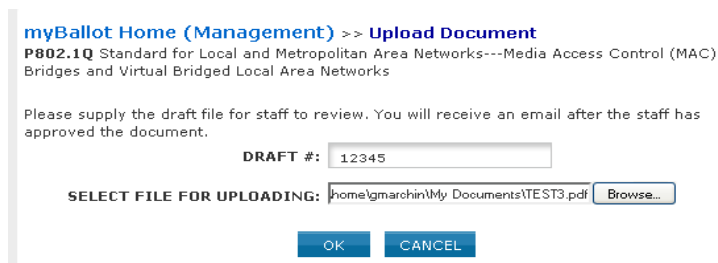 myBallot Home (Management) >> Upload Document
P802.1Q Standard for Local and Metropolitan Area Networks---Media Access Control (MAC)
Bridges and Virtual Bridged Local Area Networks
Please supply the draft file for staff to review. You will receive an email after the staff has
approved the document.
DRAFT #: 12345
SELECT FILE FOR UPLOADING: home\gmarchin\My Documents\TEST3.pdf Browse...
OK CANCEL